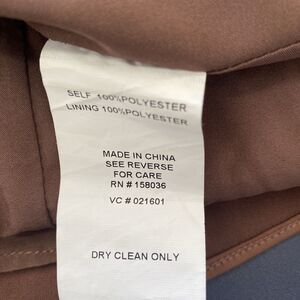 SELF 100%POLYESTER
LINING 100%POLYESTER
MADE IN CHINA
SEE REVERSE
FOR CARE
RN # 158036
VC # 021601
DRY CLEAN ONLY